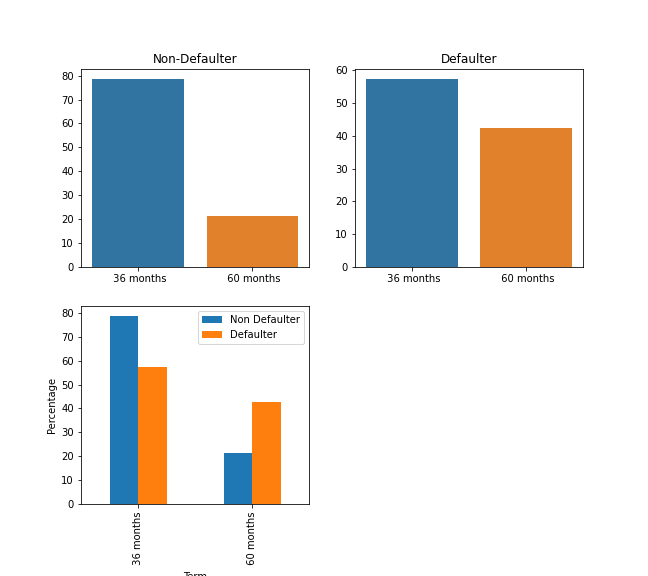 Non-Defaulter
80
70
60
50
40
30
20
10
0
36 months
60 months
Defaulter
60
50
40
30
20
10
0
36 months
60 months
80
70
60
50
40
30
20
10
0
Percentage
Non Defaulter
Defaulter
36 months
60 months
Term